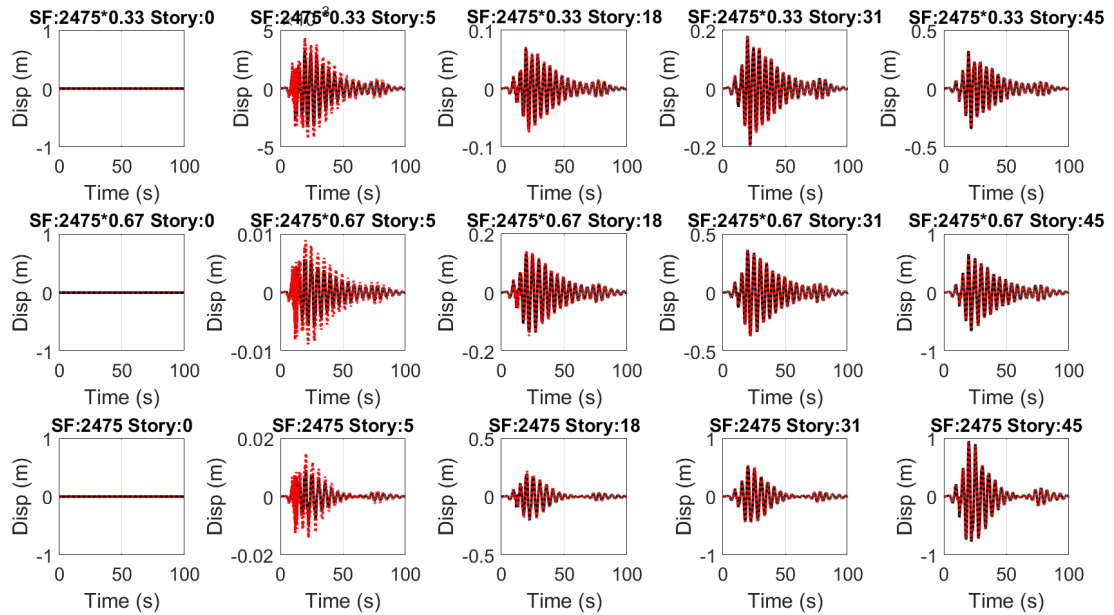 SF:2475*0.33 Story:0
SF:2475*0.33 Story:5
SF:2475*0.33 Story:18
SF:2475*0.33 Story:31
SF:2475*0.33 Story:45
1
0
-1
Disp (m)
0 50 100
Time (s)
5
0
-5
Disp (m)
0 50 100
Time (s)
0.1
0
-0.1
Disp (m)
0 50 100
Time (s)
0.2
0
-0.2
Disp (m)
0 50 100
Time (s)
0.5
0
-0.5
Disp (m)
0 50 100
Time (s)
SF:2475*0.67 Story:0
SF:2475*0.67 Story:5
SF:2475*0.67 Story:18
SF:2475*0.67 Story:31
SF:2475*0.67 Story:45
1
0
-1
Disp (m)
0 50 100
Time (s)
0.01
0
-0.01
Disp (m)
0 50 100
Time (s)
0.2
0
-0.2
Disp (m)
0 50 100
Time (s)
0.5
0
-0.5
Disp (m)
0 50 100
Time (s)
1
0
-1
Disp (m)
0 50 100
Time (s)
SF:2475 Story:0
SF:2475 Story:5
SF:2475 Story:18
SF:2475 Story:31
SF:2475 Story:45
1
0
-1
Disp (m)
0 50 100
Time (s)
0.02
0
-0.02
Disp (m)
0 50 100
Time (s)
0.5
0
-0.5
Disp (m)
0 50 100
Time (s)
1
0
-1
Disp (m)
0 50 100
Time (s)
1
0
-1
Disp (m)
0 50 100
Time (s)